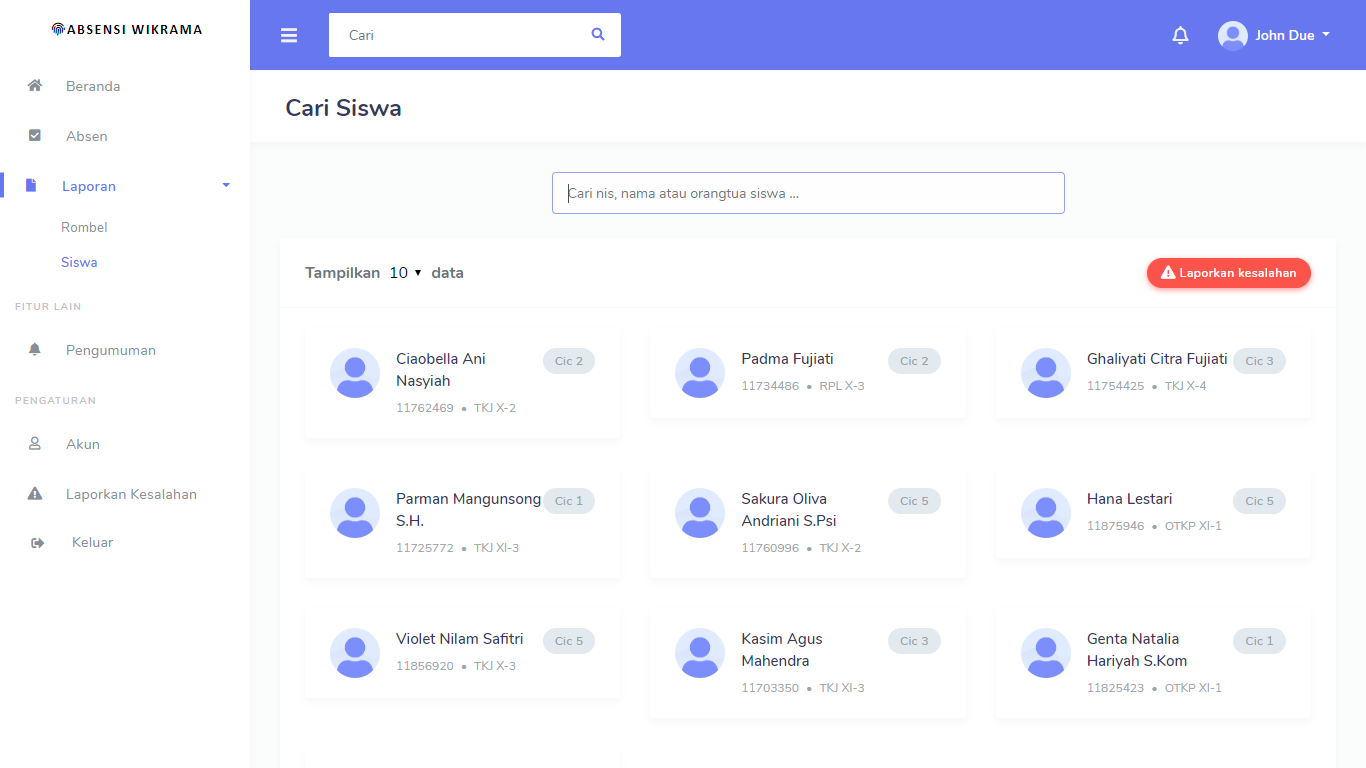 ABSENSI WIKRAMA
Beranda
Absen
Laporan
Rombel
Siswa
FITUR LAIN
Pengumuman
PENGATURAN
Akun
Laporkan Kesalahan
Keluar
Cari
John Due
Cari Siswa
Cari nis, nama atau orangtua siswa ...
Tampilkan 10 data
Laporkan kesalahan
Ciaobella Ani
Nasyiah
Cic 2
11762469 • TKJ X-2
Padma Fujiati
Cic 2
11734486 • RPL X-3
Ghaliyati Citra Fujiati
Cic 3
11754425 • TKJ X-4
Parman Mangunsong
S.H.
Cic 1
11725772 • TKJ XI-3
Sakura Oliva
Andriani S.Psi
Cic 5
11760996 • TKJ X-2
Hana Lestari
Cic 5
11875946 • OTKP XI-1
Violet Nilam Safitri
Cic 5
11856920 • TKJ X-3
Kasim Agus
Mahendra
Cic 3
11703350 • TKJ XI-3
Genta Natalia
Hariyah S.Kom
Cic 1
11825423 • OTKP XI-1